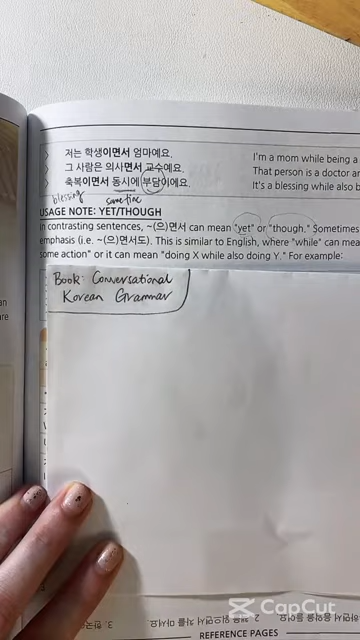 저는 학생이면서 엄마예요. I'm a mom while being a
그 사람은 의사면서 교수예요. That person is a doctor an
축복이면서 동시에 부담이에요. It's a blessing while also b
blessing same time
USAGE NOTE: YET/THOUGH
In contrasting sentences, ~(으)면서 can mean "yet" or "though." Sometimes
emphasis (i.e. ~(으)면서도). This is similar to English, where "while" can mea
some action" or it can mean "doing X while also doing Y." For example:
Book: Conversational
Korean Grammar
an
are
CapCut
REFERENCE PAGES